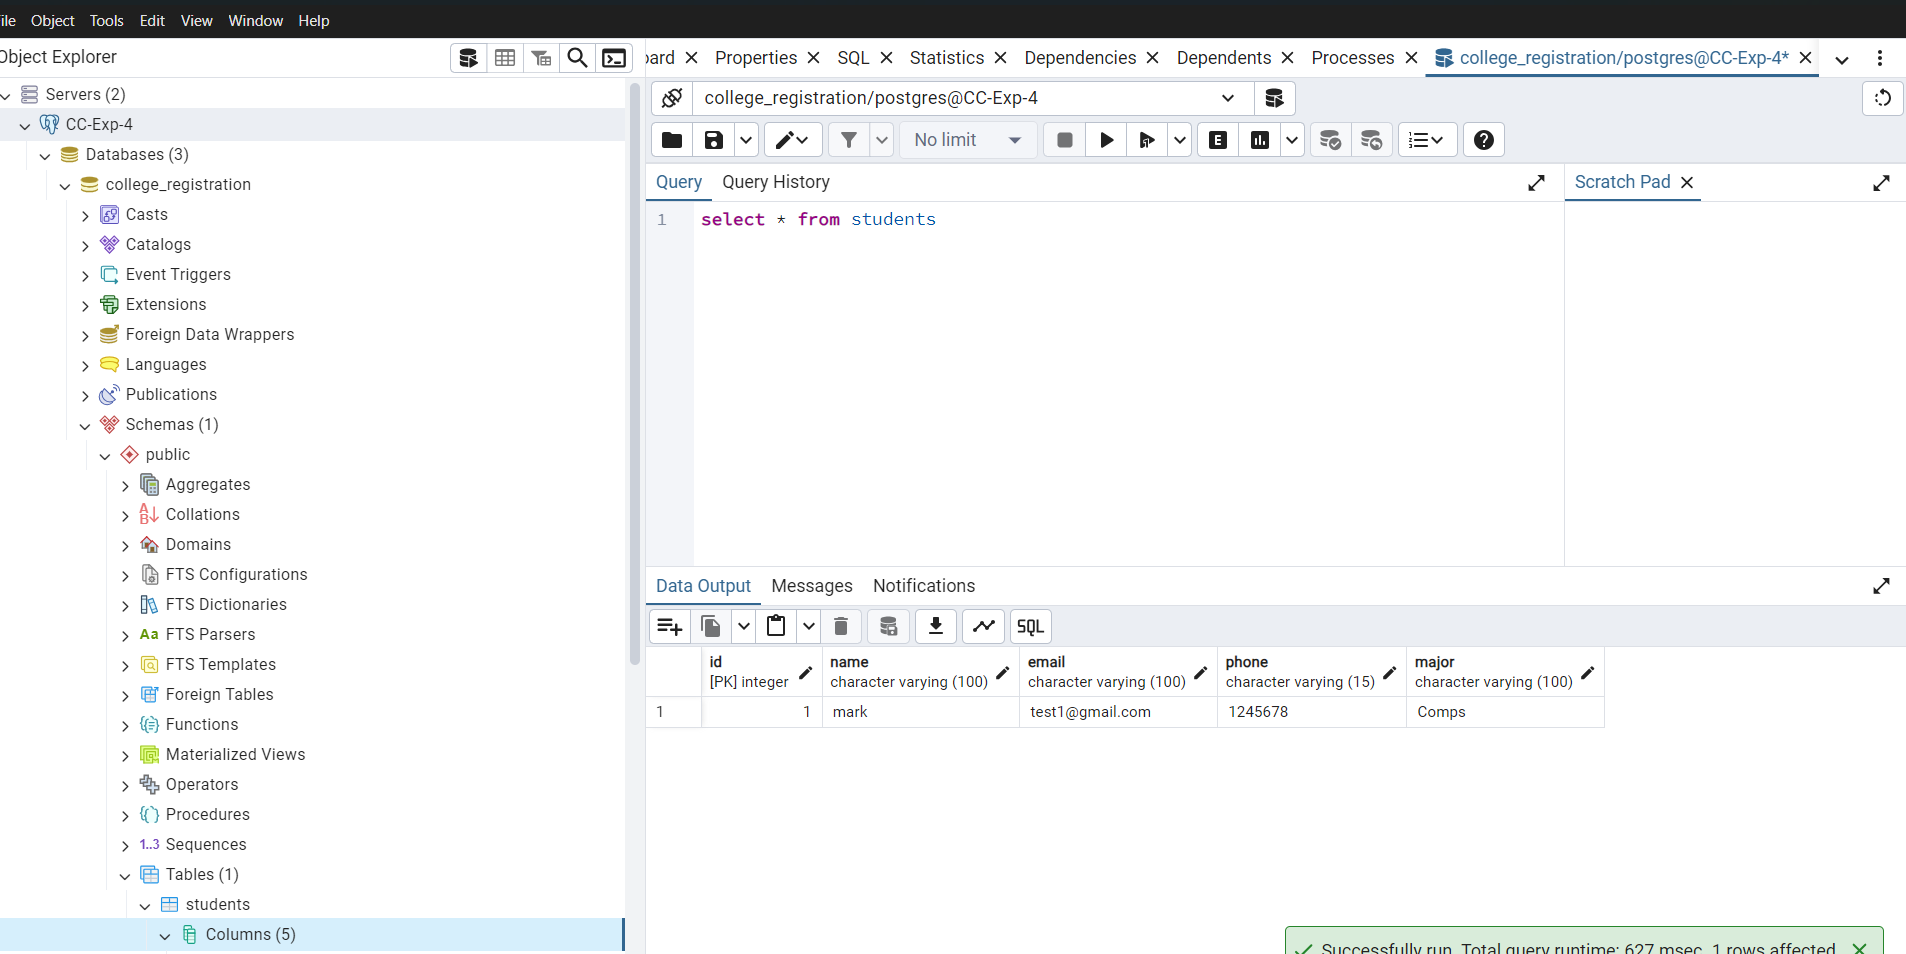 ile Object Tools Edit View Window Help
Object Explorer
Servers (2)
CC-Exp-4
Databases (3)
college_registration
Casts
Catalogs
Event Triggers
Extensions
Foreign Data Wrappers
Languages
Publications
Schemas (1)
public
Aggregates
Collations
Domains
FTS Configurations
FTS Dictionaries
Aa FTS Parsers
FTS Templates
Foreign Tables
Functions
Materialized Views
Operators
Procedures
1..3 Sequences
Tables (1)
students
Columns (5)
oard Properties SQL Statistics Dependencies Dependents Processes college_registration/postgres@CC-Exp-4*
college_registration/postgres@CC-Exp-4
No limit
E
Query Query History
1 select * from students
Scratch Pad
Data Output Messages Notifications
SQL
id name email phone major
[PK] integer character varying (100) character varying (100) character varying (15) character varying (100)
1 1 mark test1@gmail.com 1245678 Comps
Successfully run. Total query runtime: 627 msec. 1 rows affected.